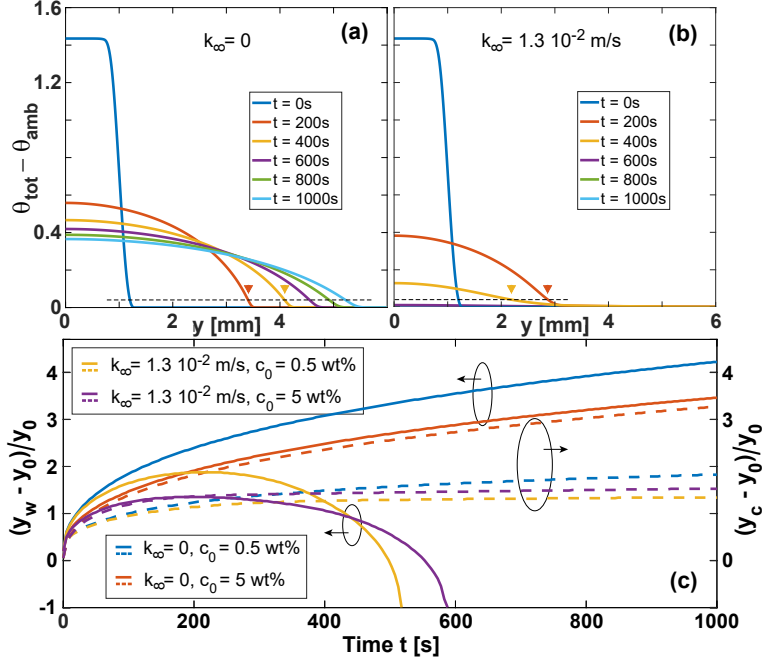 (a)
k∞= 0
1.6
1.2
0.8
0.4
0
θtot − θamb
t = 0s
t = 200s
t = 400s
t = 600s
t = 800s
t = 1000s
0 2 4
y [mm]
(b)
k∞= 1.3 10-2 m/s
t = 0s
t = 200s
t = 400s
t = 600s
t = 800s
t = 1000s
0 2 4 6
y [mm]
(c)
k∞= 1.3 10-2 m/s, c0 = 0.5 wt%
k∞= 1.3 10-2 m/s, c0 = 5 wt%
k∞= 0, c0 = 0.5 wt%
k∞= 0, c0 = 5 wt%
4
3
2
1
0
-1
(yw - y0)/y0
4
3
2
1
0
(yc - y0)/y0
0 200 400 600 800 1000
Time t [s]